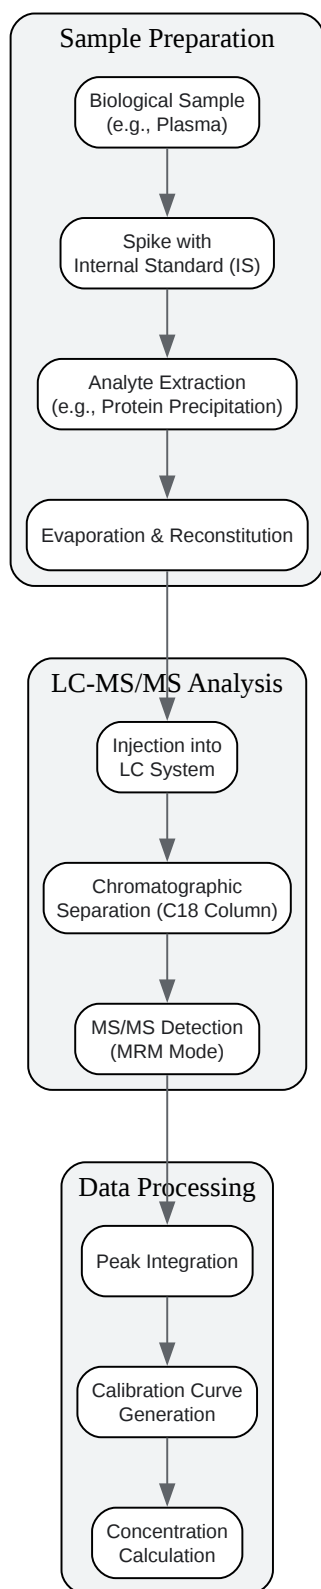 Sample Preparation
Biological Sample
(e.g., Plasma)
Spike with
Internal Standard (IS)
Analyte Extraction
(e.g., Protein Precipitation)
Evaporation & Reconstitution
LC-MS/MS Analysis
Injection into
LC System
Chromatographic
Separation (C18 Column)
MS/MS Detection
(MRM Mode)
Data Processing
Peak Integration
Calibration Curve
Generation
Concentration
Calculation